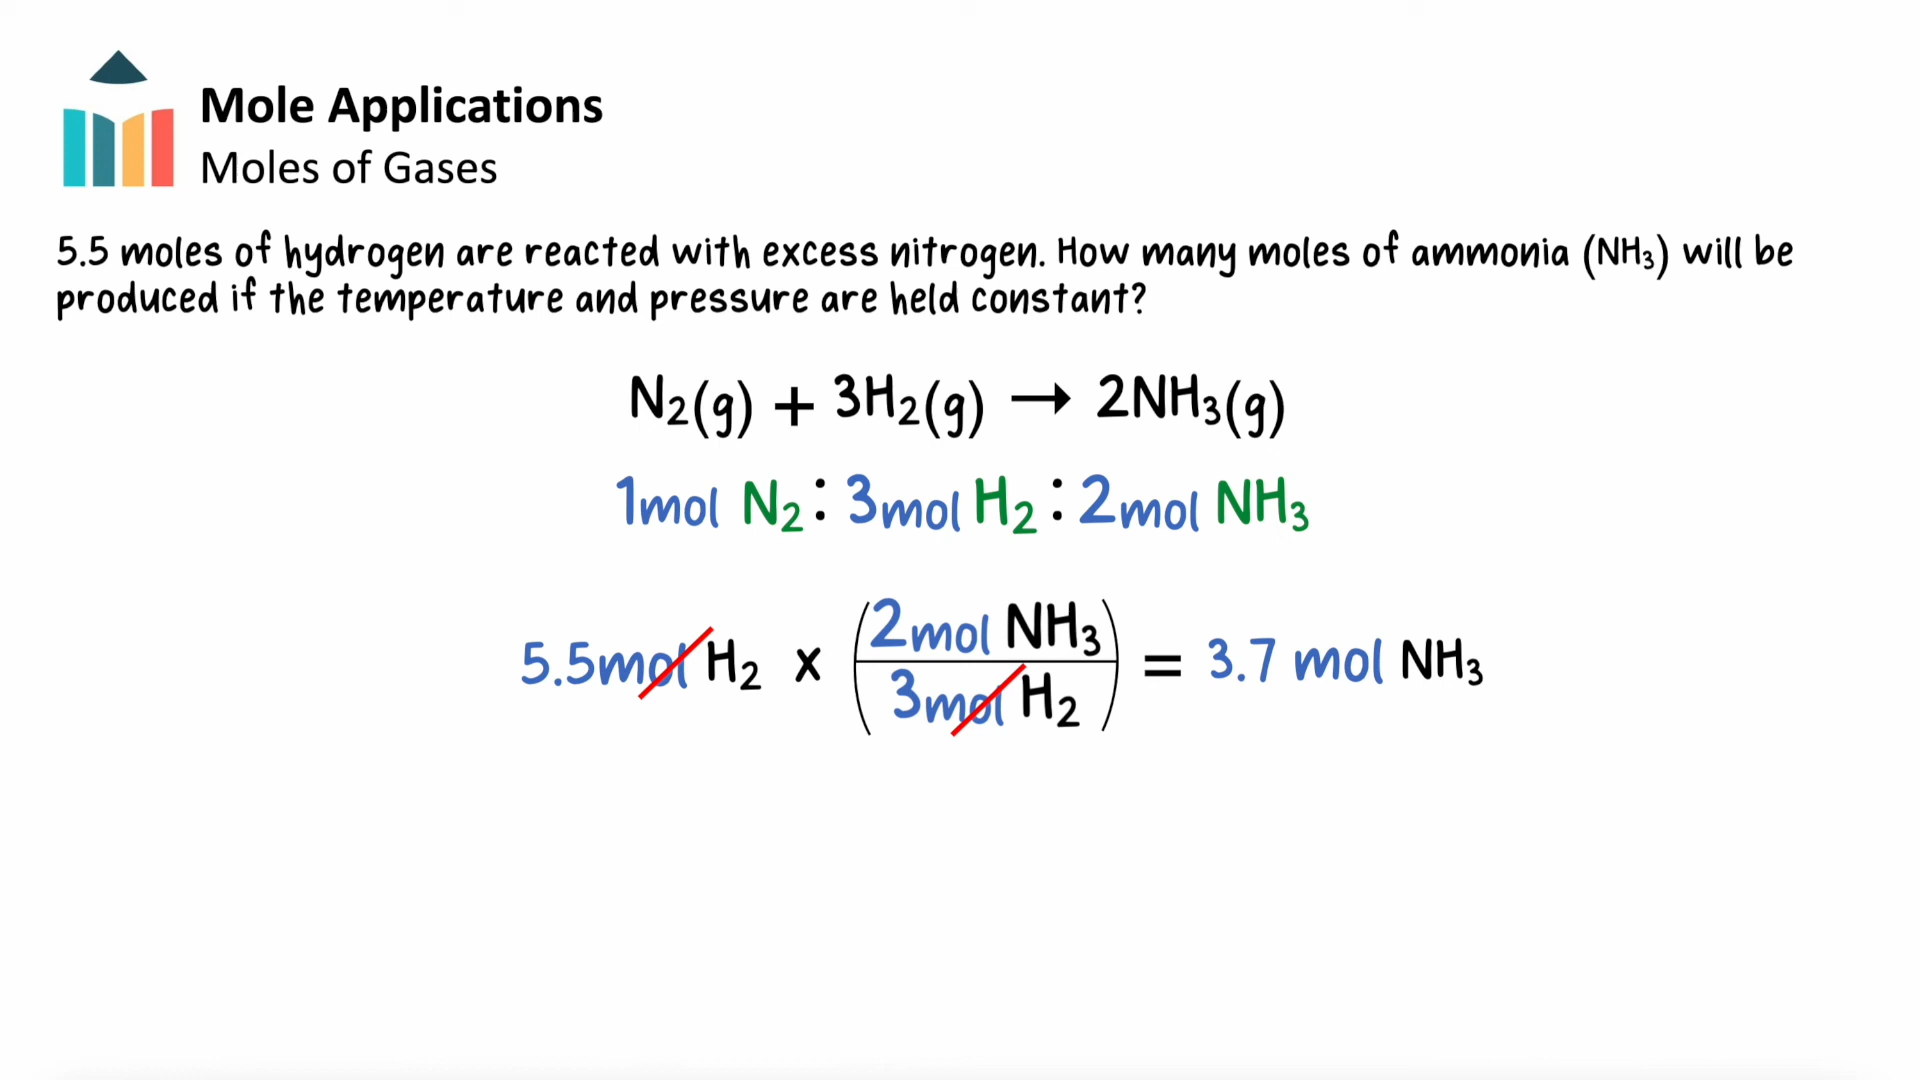 Mole Applications
Moles of Gases
5.5 moles of hydrogen are reacted with excess nitrogen. How many moles of ammonia (NH₃) will be
produced if the temperature and pressure are held constant?
N₂(g) + 3H₂(g) → 2NH₃(g)
1mol N₂ : 3mol H₂ : 2mol NH₃
5.5mol H₂ x (2mol NH₃ / 3mol H₂) = 3.7 mol NH₃